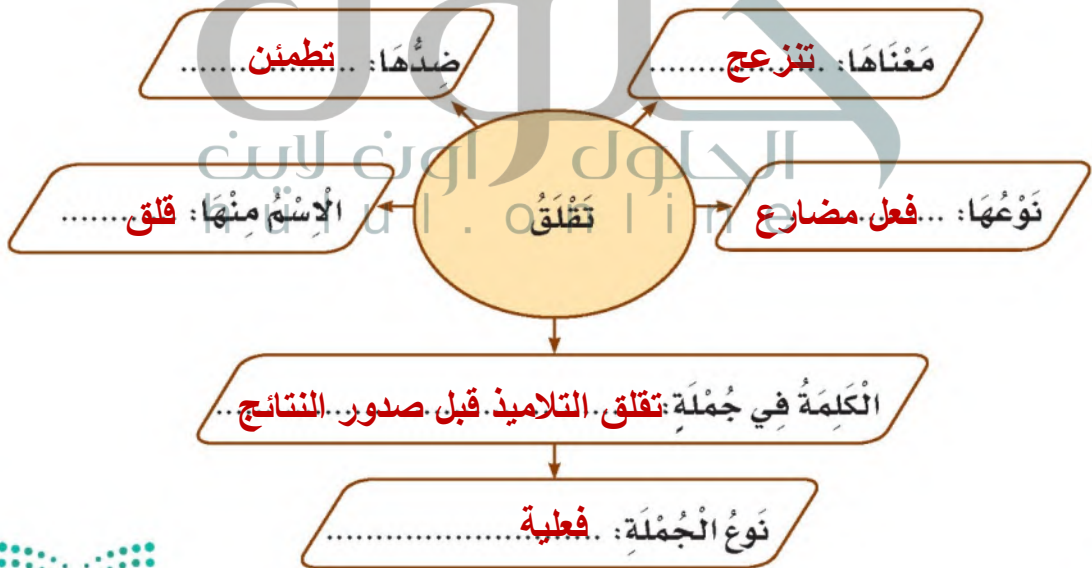 مَعْنَاهَا: تنزعج
ضِدُّهَا: تطمئن
حلول
الحلول اون لاين
hulul.online
نَوْعُهَا: فعل مضارع
تَقْلَقُ
الْاِسْمُ مِنْهَا: قلق
الْكَلِمَةُ فِي جُمْلَةٍ: تقلق التلاميذ قبل صدور النتائج
نَوعُ الْجُمْلَةِ: فعلية